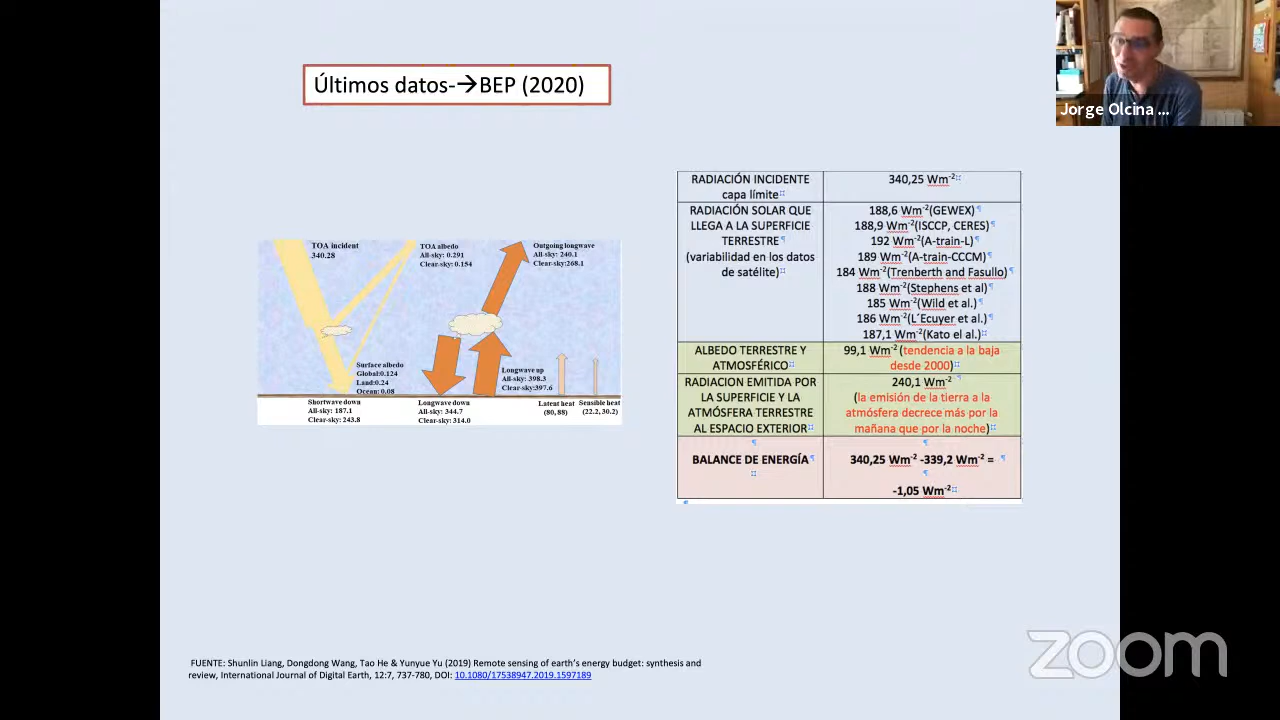 Últimos datos-→BEP (2020)
Jorge Olcina ...
TOA incident
340.28
TOA albedo
All-sky: 0.291
Clear-sky: 0.154
Outgoing longwave
All-sky: 240.1
Clear-sky:268.1
Surface albedo
Global:0.124
Land:0.24
Ocean: 0.08
Longwave up
All-sky: 398.3
Clear-sky:397.6
Shortwave down
All-sky: 187.1
Clear-sky: 243.8
Longwave down
All-sky: 344.7
Clear-sky: 314.0
Latent heat
(80,88)
Sensible heat
(22.2, 30.2)
RADIACIÓN INCIDENTE
capa límite
340,25 Wm-2
RADIACIÓN SOLAR QUE
LLEGA A LA SUPERFICIE
TERRESTRE
(variabilidad en los datos
de satélite)
188,6 Wm-2(GEWEX)
188,9 Wm-2(ISCCP, CERES)
192 Wm-2(A-train-L)
189 Wm-2(A-train-CCCM)
184 Wm-2(Trenberth and Fasullo)
188 Wm-2(Stephens et al)
185 Wm-2(Wild et al.)
186 Wm-2(L´Ecuyer et al.)
187,1 Wm-2(Kato el al.)
ALBEDO TERRESTRE Y
ATMOSFÉRICO
99,1 Wm-2 (tendencia a la baja
desde 2000)
RADIACION EMITIDA POR
LA SUPERFICIE Y LA
ATMÓSFERA TERRESTRE
AL ESPACIO EXTERIOR
240,1 Wm-2
(la emisión de la tierra a la
atmósfera decrece más por la
mañana que por la noche)
BALANCE DE ENERGÍA
340,25 Wm-2 -339,2 Wm-2 =
-1,05 Wm-2
FUENTE: Shunlin Liang, Dongdong Wang, Tao He & Yunyue Yu (2019) Remote sensing of earth's energy budget: synthesis and
review, International Journal of Digital Earth, 12:7, 737-780, DOI: 10.1080/17538947.2019.1597189
zoom